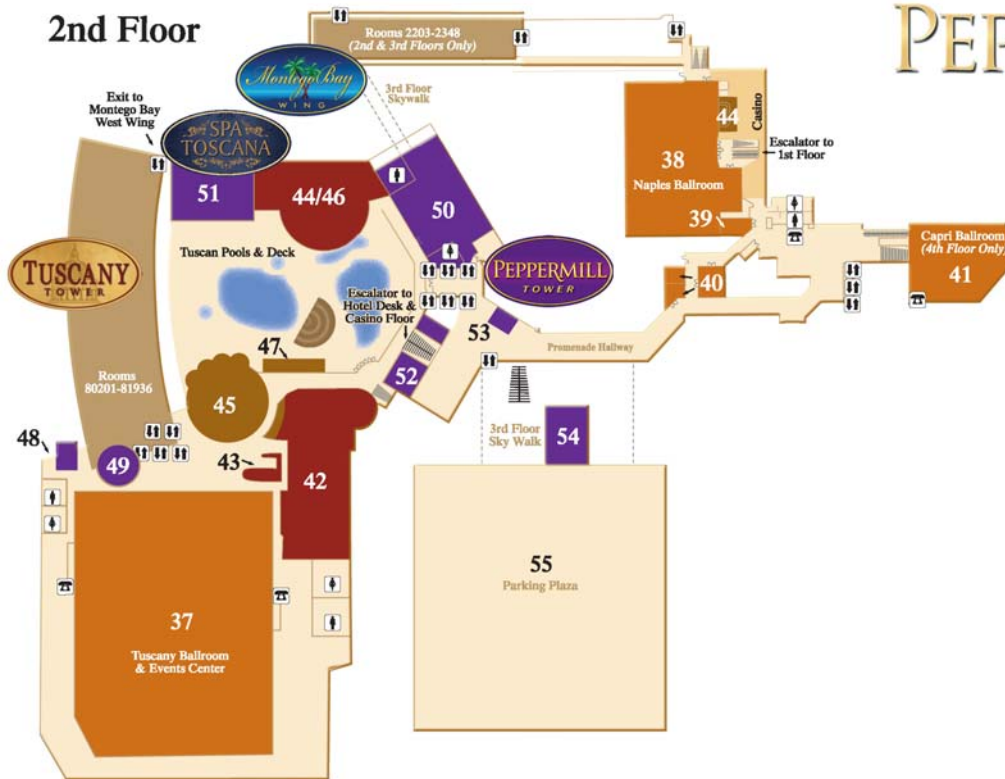 2nd Floor
PEP
Rooms 2203-2348
(2nd & 3rd Floors Only)
Montego Bay
WING
3rd Floor
Skywalk
Exit to
Montego Bay
West Wing
SPA
TOSCANA
51
44/46
50
44
Casino
Escalator to
1st Floor
38
Naples Ballroom
39
Capri Ballroom
(4th Floor Only)
41
40
TUSCANY
TOWER
Tuscan Pools & Deck
PEPPERMILL
TOWER
Escalator to
Hotel Desk &
Casino Floor
53
47
52
Promenade Hallway
Rooms
80201-81936
45
3rd Floor
Sky Walk
54
48
49
43
42
55
Parking Plaza
37
Tuscany Ballroom
& Events Center